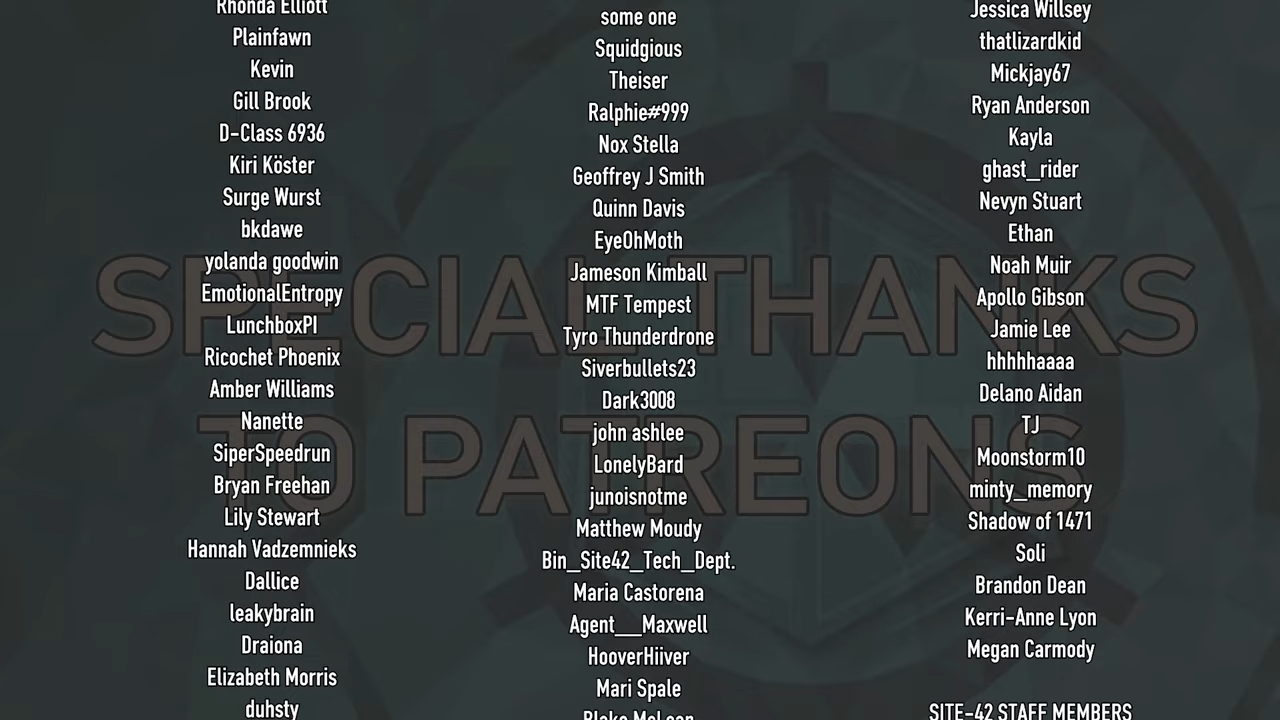 SPECIAL THANKS
TO PATREONS
Rhonda Elliott
Plainfawn
Kevin
Gill Brook
D-Class 6936
Kiri Köster
Surge Wurst
bkdawe
yolanda goodwin
EmotionalEntropy
LunchboxPI
Ricochet Phoenix
Amber Williams
Nanette
SiperSpeedrun
Bryan Freehan
Lily Stewart
Hannah Vadzemnieks
Dallice
leakybrain
Draiona
Elizabeth Morris
duhsty
some one
Squidgious
Theiser
Ralphie#999
Nox Stella
Geoffrey J Smith
Quinn Davis
EyeOhMoth
Jameson Kimball
MTF Tempest
Tyro Thunderdrone
Siverbullets23
Dark3008
john ashlee
LonelyBard
junoisnotme
Matthew Moudy
Bin_Site42_Tech_Dept.
Maria Castorena
Agent__Maxwell
HooverHiiver
Mari Spale
Blake McLean
Jessica Willsey
thatlizardkid
Mickjay67
Ryan Anderson
Kayla
ghast_rider
Nevyn Stuart
Ethan
Noah Muir
Apollo Gibson
Jamie Lee
hhhhhaaaa
Delano Aidan
TJ
Moonstorm10
minty_memory
Shadow of 1471
Soli
Brandon Dean
Kerri-Anne Lyon
Megan Carmody
SITE-42 STAFF MEMBERS